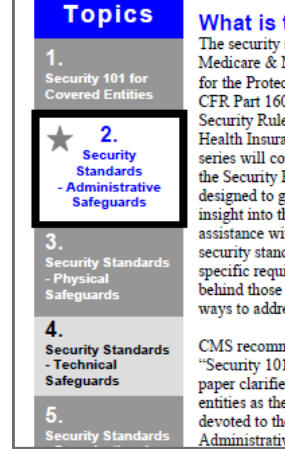 Topics
1.
Security 101 for
Covered Entities
2.
Security
Standards
- Administrative
Safeguards
3.
Security Standards
- Physical
Safeguards
4.
Security Standards
- Technical
Safeguards
5.
Security Standards
What is
The security
Medicare &
for the Protec
CFR Part 160
Security Rule
Health Insura
series will co
the Security
designed to g
insight into th
assistance wi
security stand
specific requi
behind those
ways to addre
CMS recomm
“Security 101
paper clarifie
entities as the
devoted to the
Administrativ